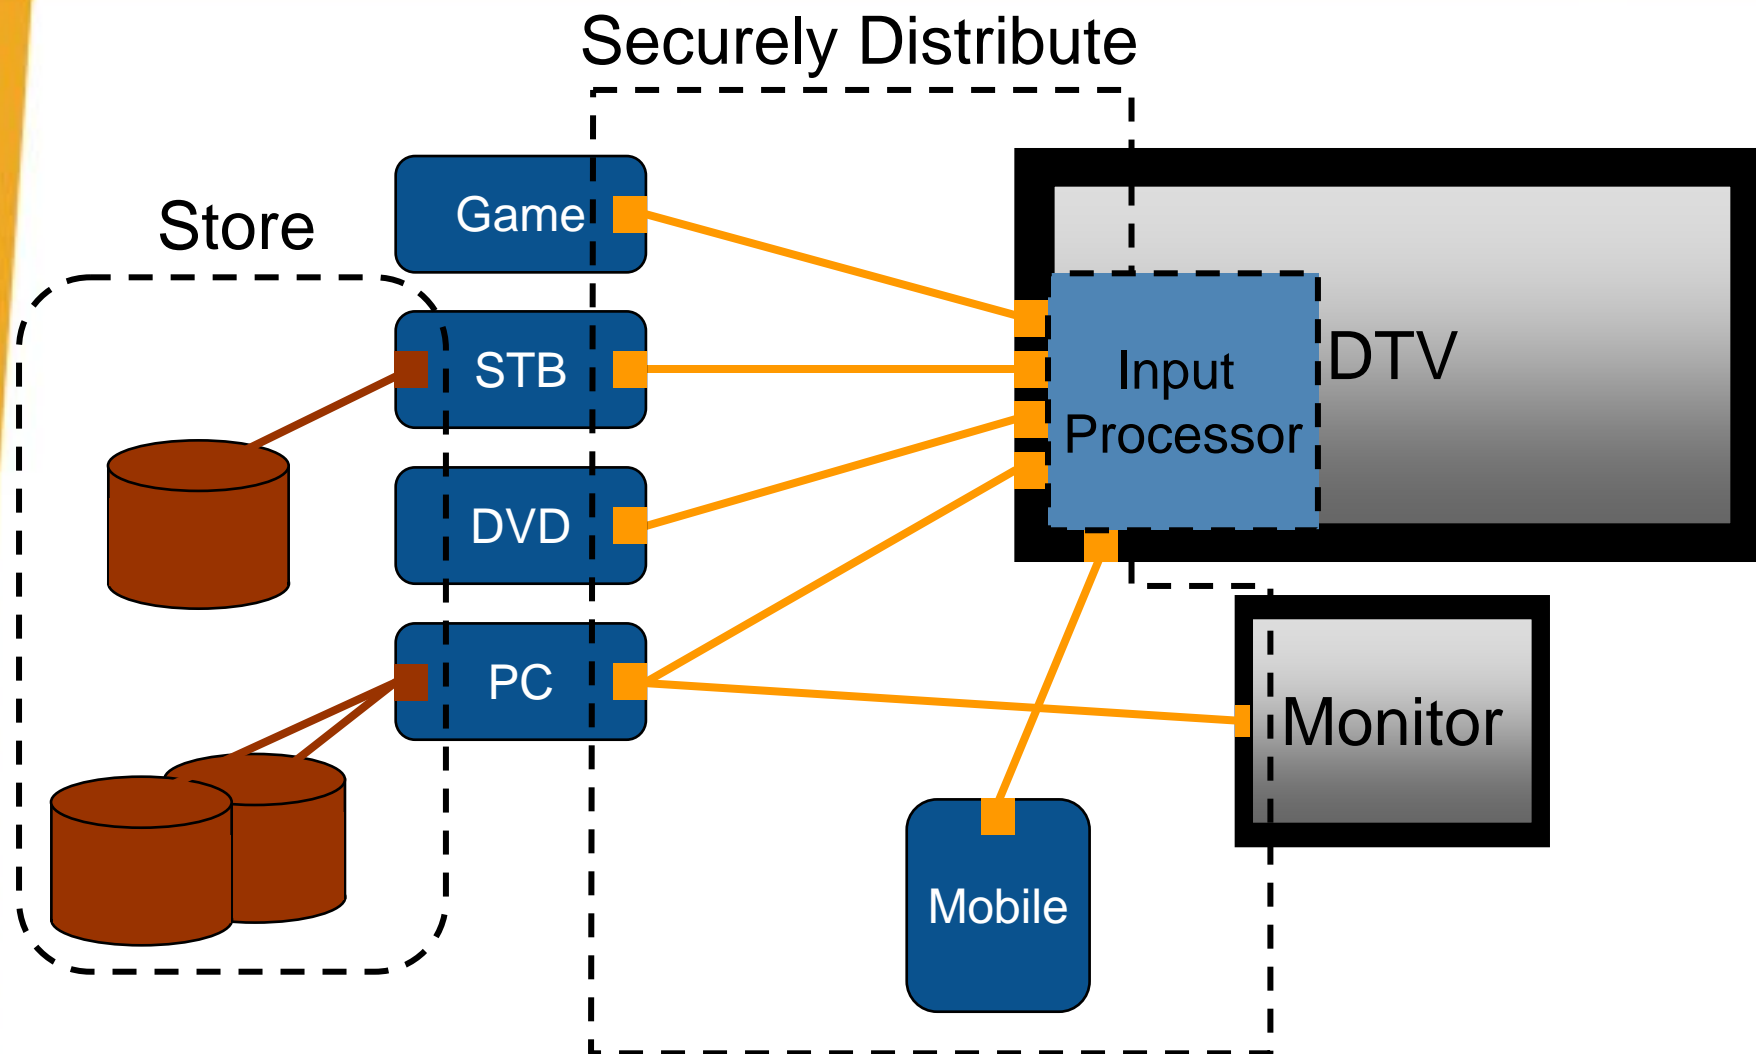 Securely Distribute
Store
Game
STB
DVD
PC
Input
Processor
DTV
Monitor
Mobile